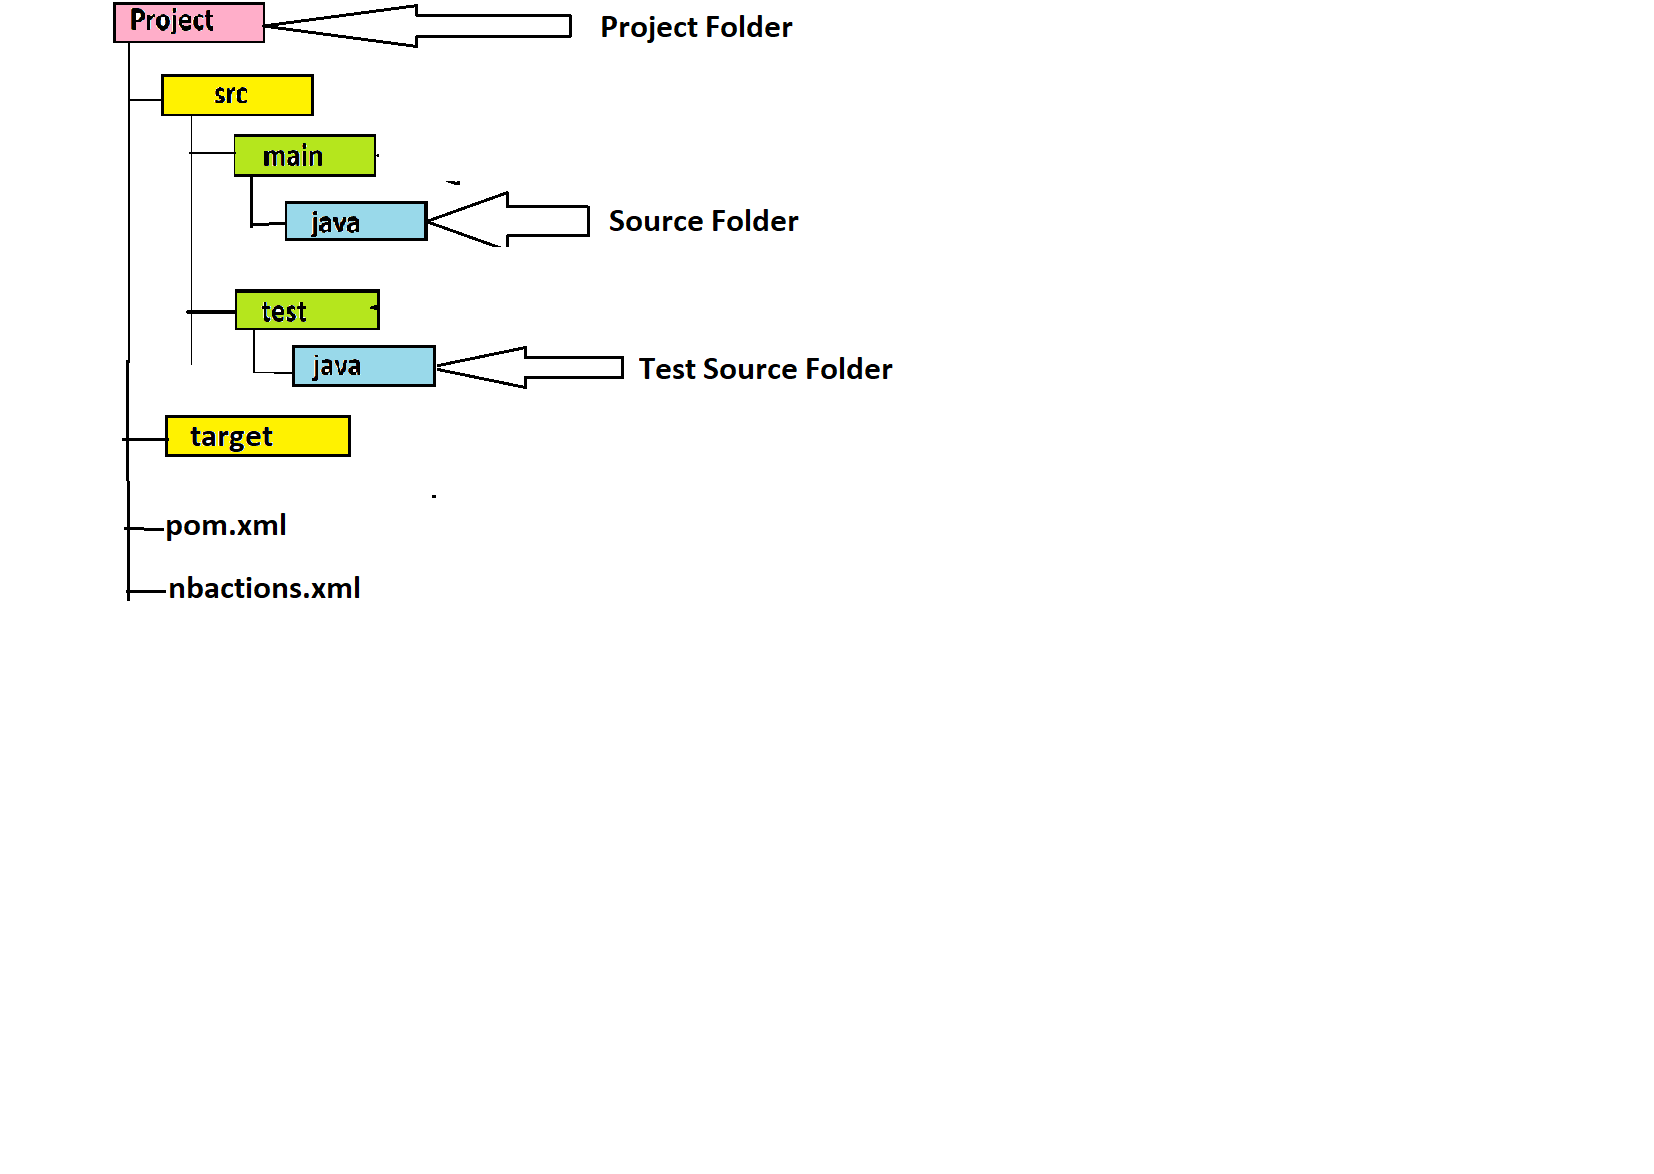 Project
Project Folder
src
main
java
Source Folder
test
java
Test Source Folder
target
pom.xml
nbactions.xml